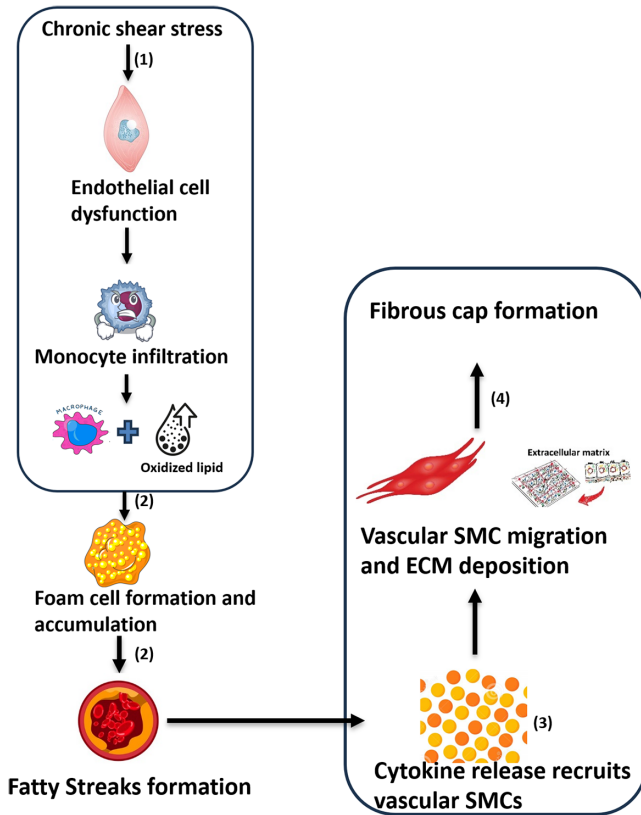 Chronic shear stress
(1)
Endothelial cell
dysfunction
Monocyte infiltration
MACROPHAGE
Oxidized lipid
(2)
Foam cell formation and
accumulation
(2)
Fatty Streaks formation
Fibrous cap formation
(4)
Extracellular matrix
Vascular SMC migration
and ECM deposition
(3)
Cytokine release recruits
vascular SMCs